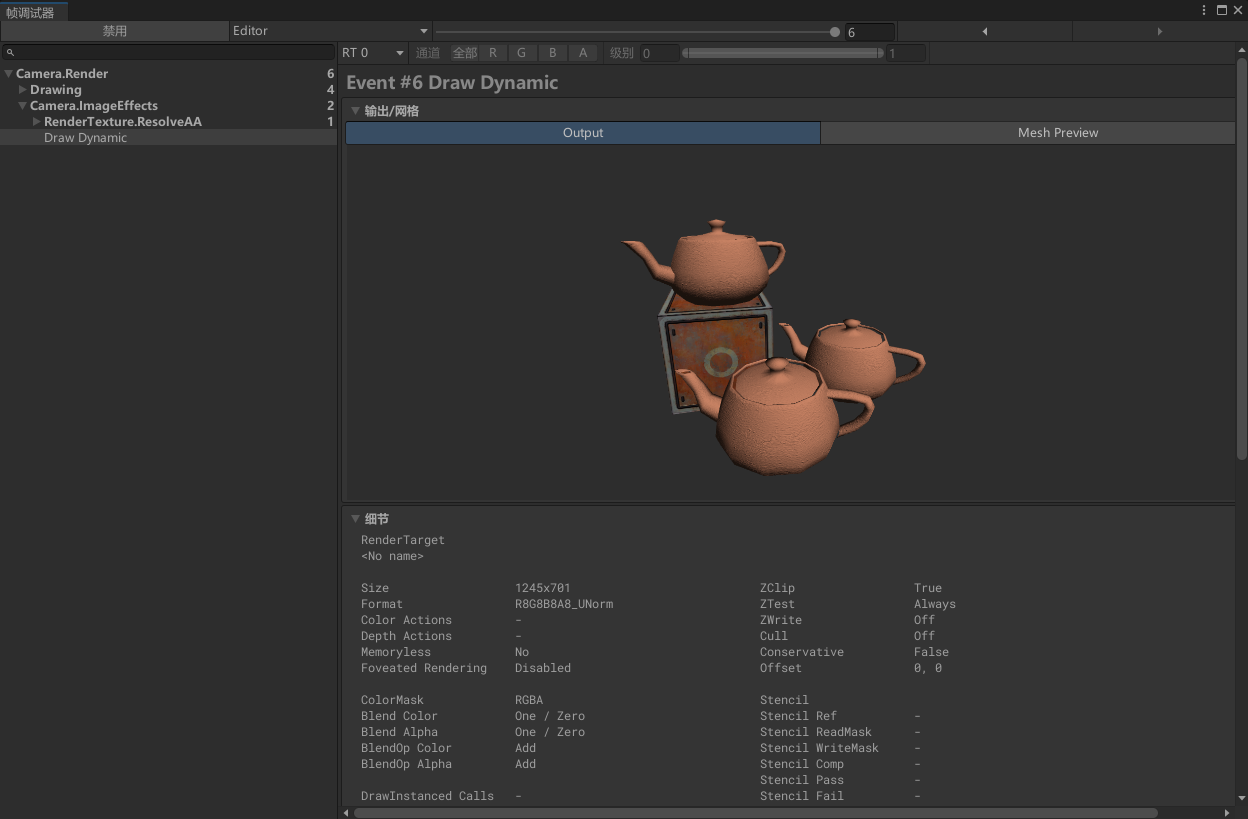 帧调试器
禁用 Editor 6
RT 0 通道 全部 R G B A 级别 0 1
Camera.Render 6
Drawing 4
Camera.ImageEffects 2
RenderTexture.ResolveAA 1
Draw Dynamic
Event #6 Draw Dynamic
输出/网格
Output Mesh Preview
细节
RenderTarget
<No name>
Size 1245x701 ZClip True
Format R8G8B8A8_UNorm ZTest Always
Color Actions - ZWrite Off
Depth Actions - Cull Off
Memoryless No Conservative False
Foveated Rendering Disabled Offset 0, 0
ColorMask RGBA Stencil
Blend Color One / Zero Stencil Ref -
Blend Alpha One / Zero Stencil ReadMask -
BlendOp Color Add Stencil WriteMask -
BlendOp Alpha Add Stencil Comp -
Stencil Pass -
DrawInstanced Calls - Stencil Fail -